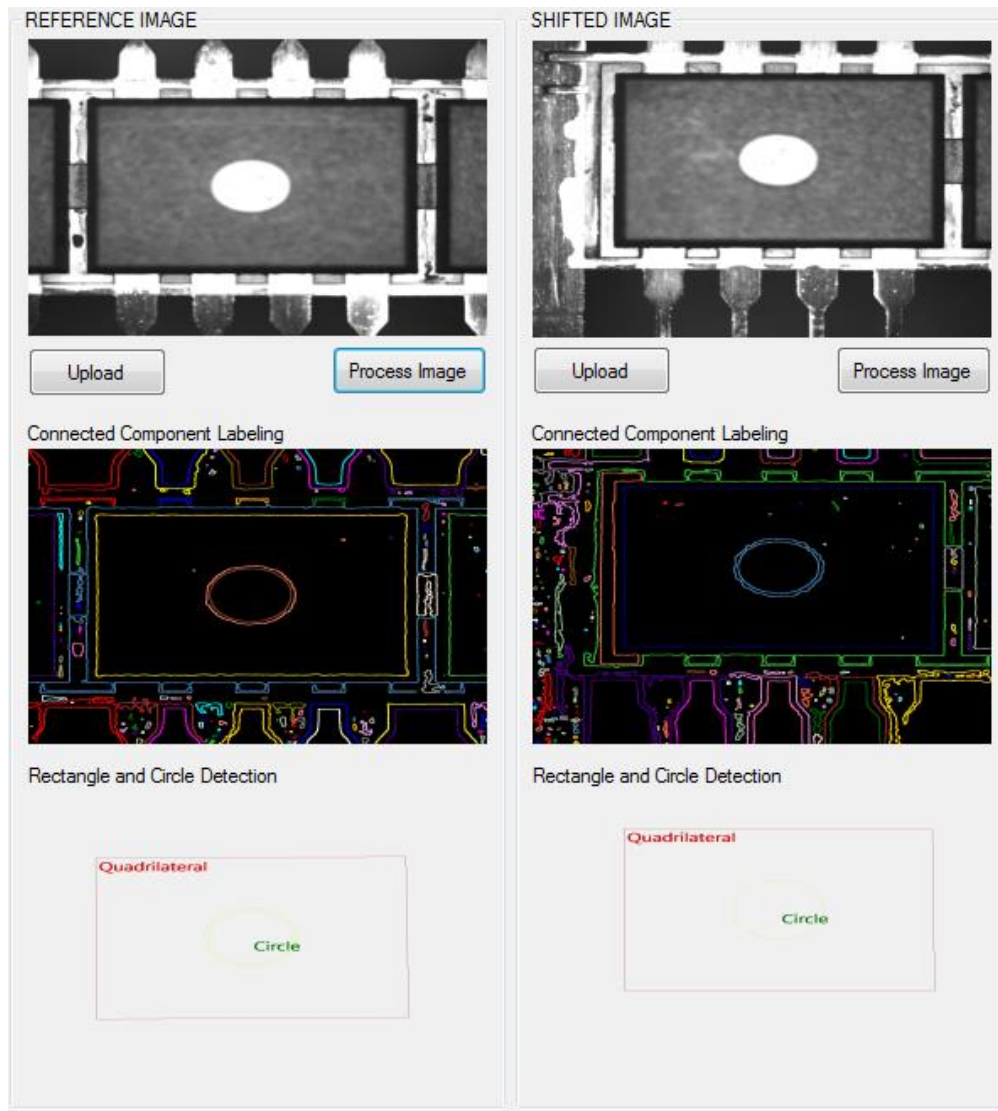 REFERENCE IMAGE
Upload
Process Image
Connected Component Labeling
Rectangle and Circle Detection
Quadrilateral
Circle
SHIFTED IMAGE
Upload
Process Image
Connected Component Labeling
Rectangle and Circle Detection
Quadrilateral
Circle